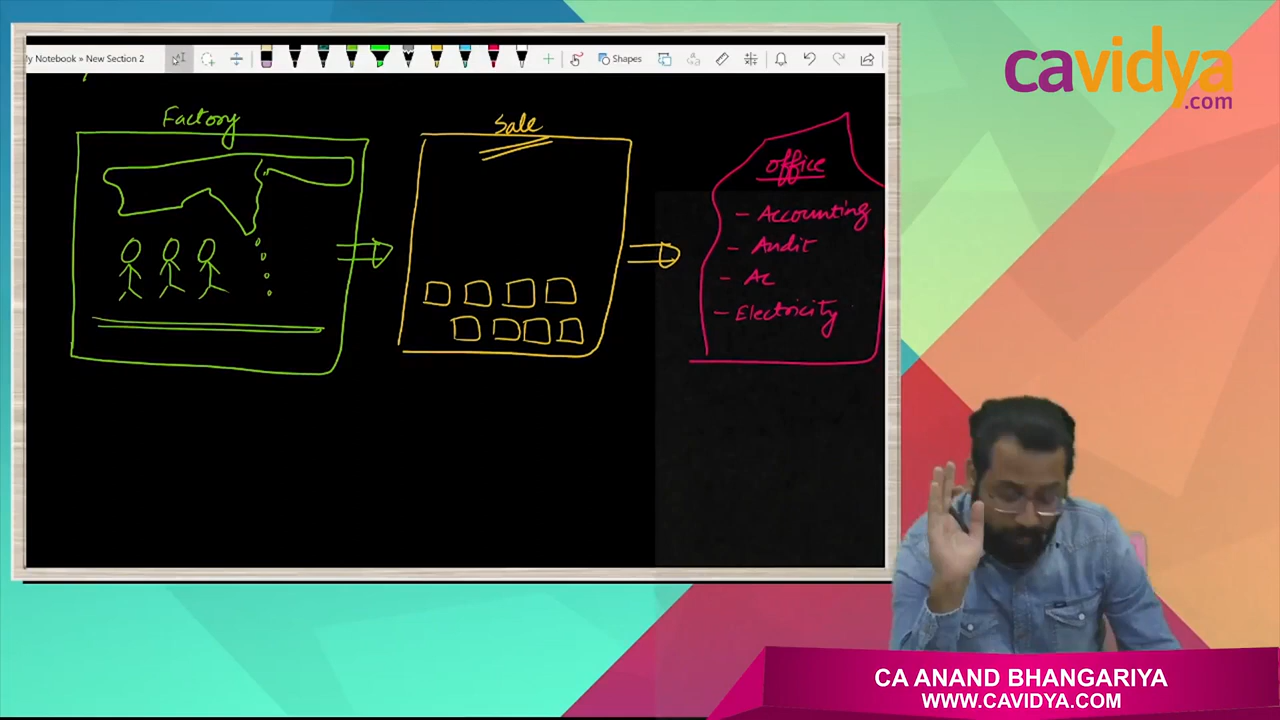 My Notebook » New Section 2
Shapes
cavidya
.com
Factory
Sale
office
- Accounting
- Audit
- AC
- Electricity
CA ANAND BHANGARIYA
WWW.CAVIDYA.COM